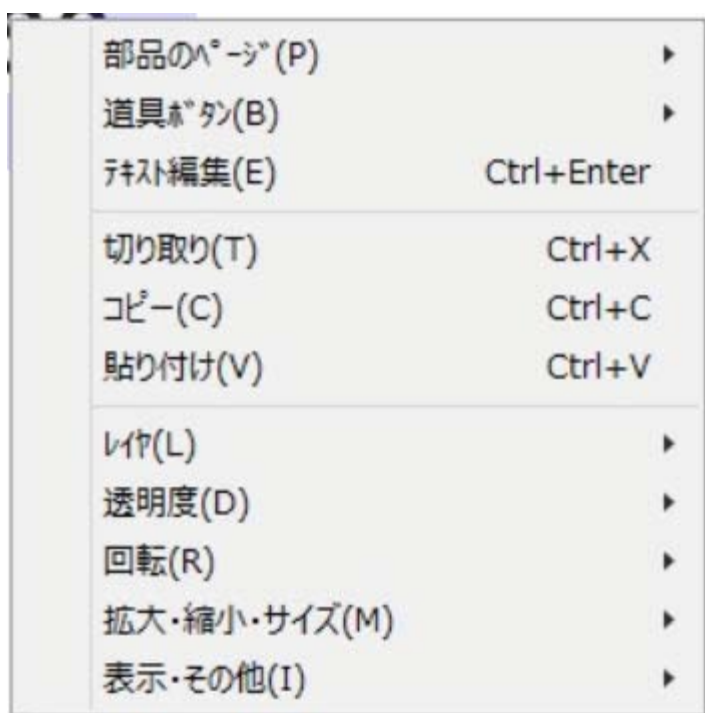 部品のﾍﾟｰｼﾞ(P)
道具ﾎﾞﾀﾝ(B)
ﾃｷｽﾄ編集(E) Ctrl+Enter
切り取り(T) Ctrl+X
コピー(C) Ctrl+C
貼り付け(V) Ctrl+V
ﾚｲﾔ(L)
透明度(D)
回転(R)
拡大･縮小･サイズ(M)
表示･その他(I)